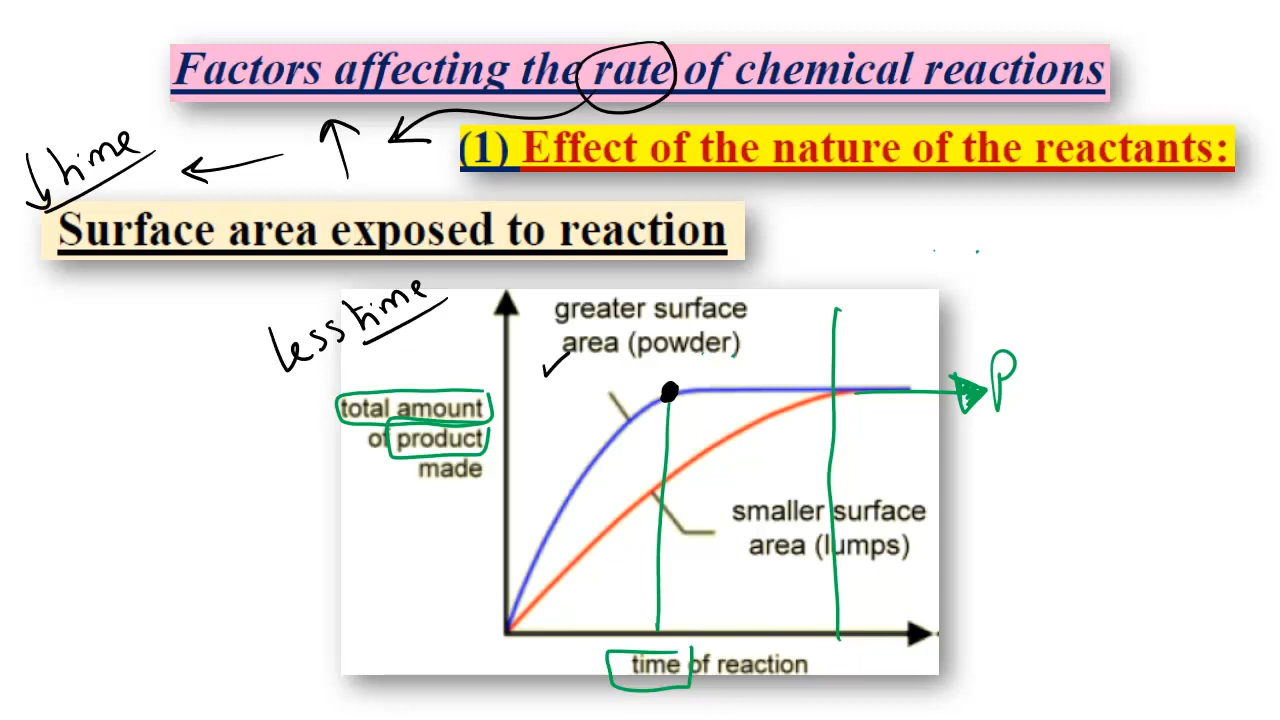 Factors affecting the rate of chemical reactions
(1) Effect of the nature of the reactants:
↓ time
Surface area exposed to reaction
less time
greater surface
area (powder)
total amount
of product
made
P
smaller surface
area (lumps)
time of reaction